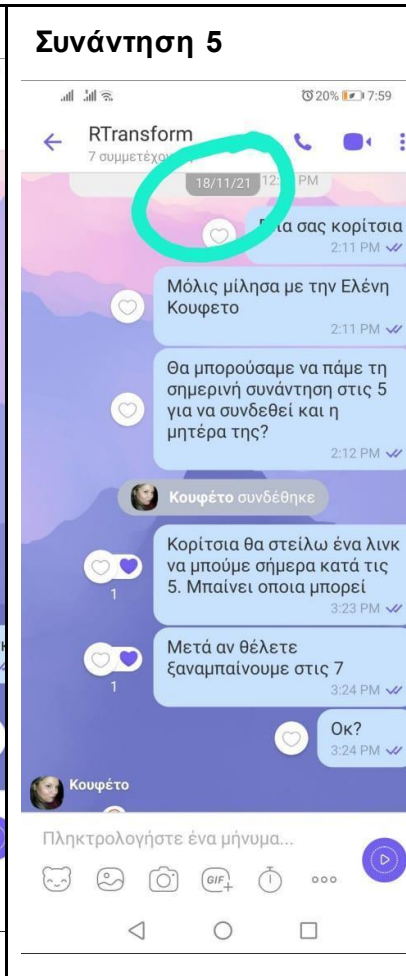 Συνάντηση 5
20% 7:59
RTransform
7
18/11/21 12: PM
σας κορίτσια
2:11 PM
Μόλις μίλησα με την Ελένη
Κουφετο
2:11 PM
Θα μπορούσαμε να πάμε τη
σημερινή συνάντηση στις 5
για να συνδεθεί και η
μητέρα της?
2:12 PM
Κουφέτο συνδέθηκε
Κορίτσια θα στείλω ένα λινκ
να μπούμε σήμερα κατά τις
5. Μπαίνει οποια μπορεί
3:23 PM
1
Μετά αν θέλετε
ξαναμπαίνουμε στις 7
3:24 PM
1
Οκ?
3:24 PM
Κουφέτο
Πληκτρολογήστε ένα μήνυμα...
GIF